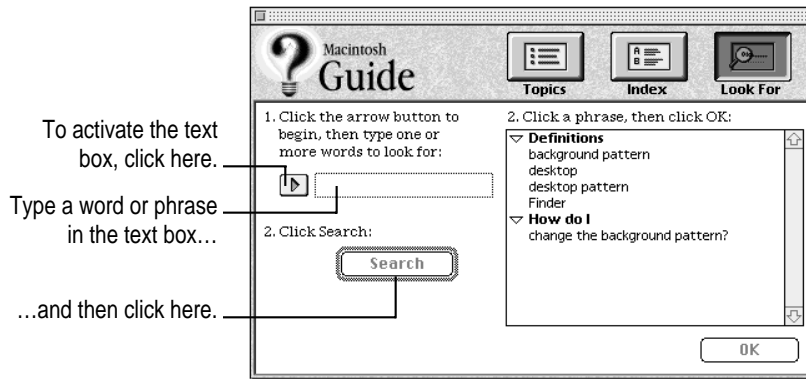 Macintosh
Guide
Topics
Index
Look For
To activate the text
box, click here.
Type a word or phrase
in the text box…
…and then click here.
1. Click the arrow button to
begin, then type one or
more words to look for:
2. Click Search:
Search
2. Click a phrase, then click OK:
Definitions
background pattern
desktop
desktop pattern
Finder
How do I
change the background pattern?
OK